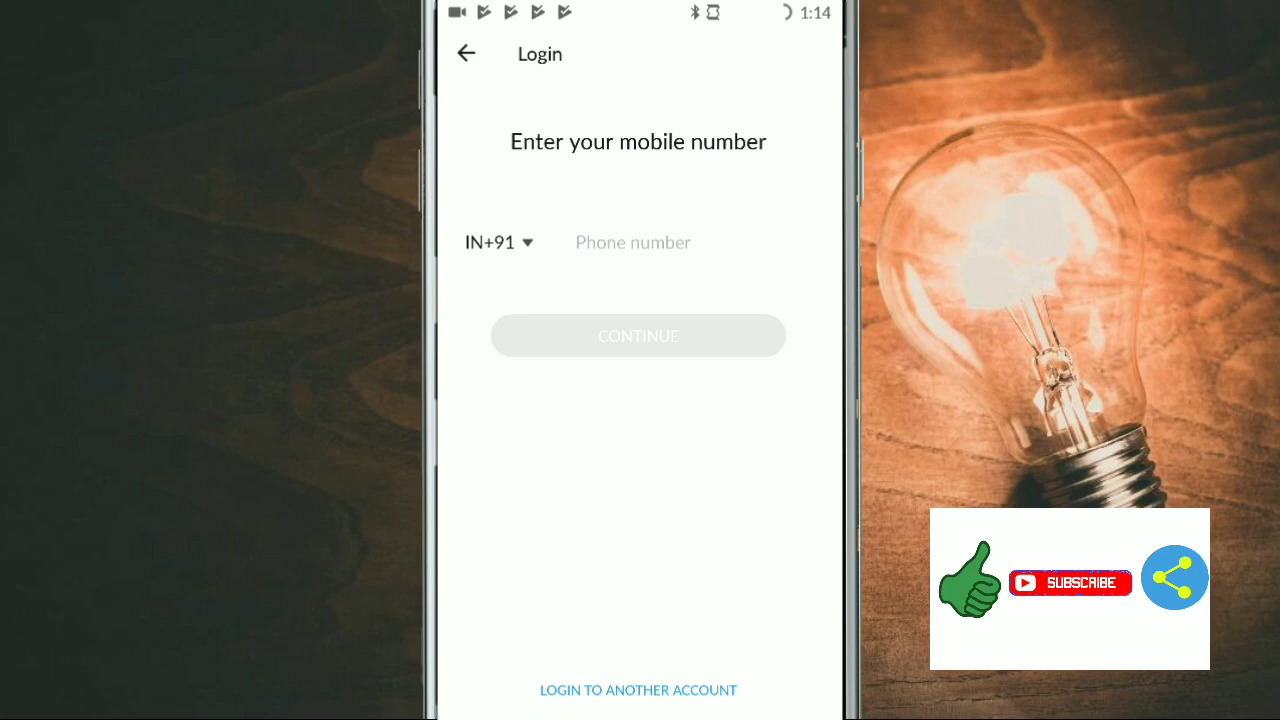 1:14
Login
Enter your mobile number
IN+91 Phone number
CONTINUE
SUBSCRIBE
LOGIN TO ANOTHER ACCOUNT